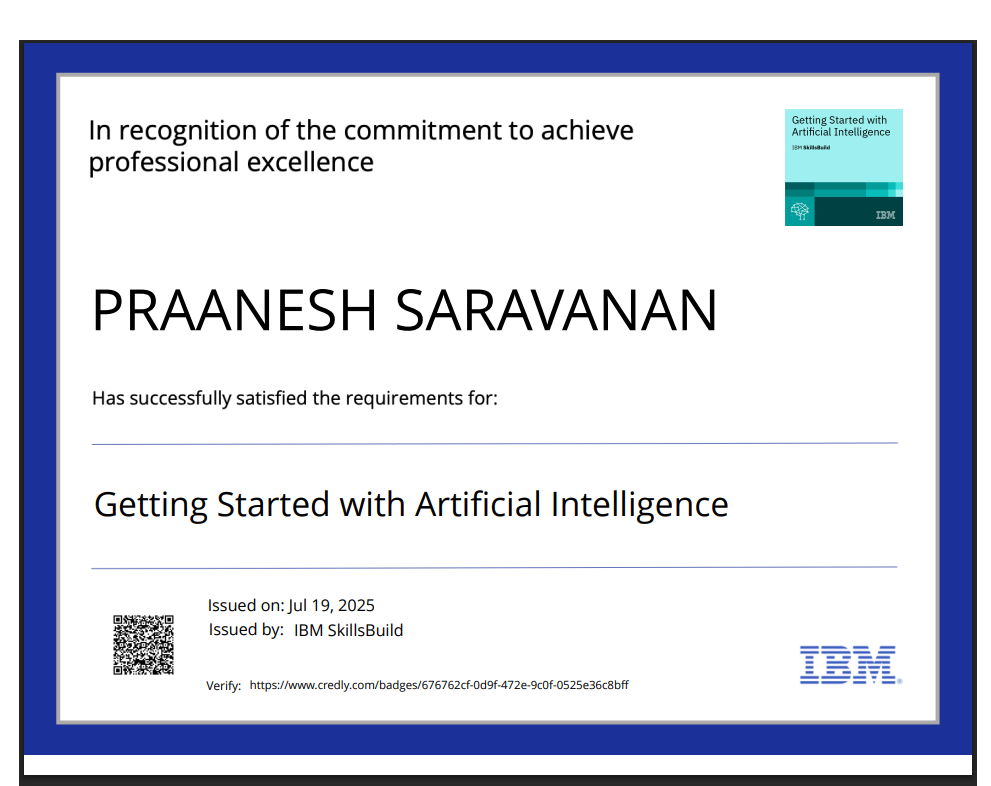 In recognition of the commitment to achieve
professional excellence
Getting Started with
Artificial Intelligence
IBM SkillsBuild
IBM
PRAANESH SARAVANAN
Has successfully satisfied the requirements for:
Getting Started with Artificial Intelligence
Issued on: Jul 19, 2025
Issued by: IBM SkillsBuild
Verify: https://www.credly.com/badges/676762cf-0d9f-472e-9c0f-0525e36c8bff
IBM®